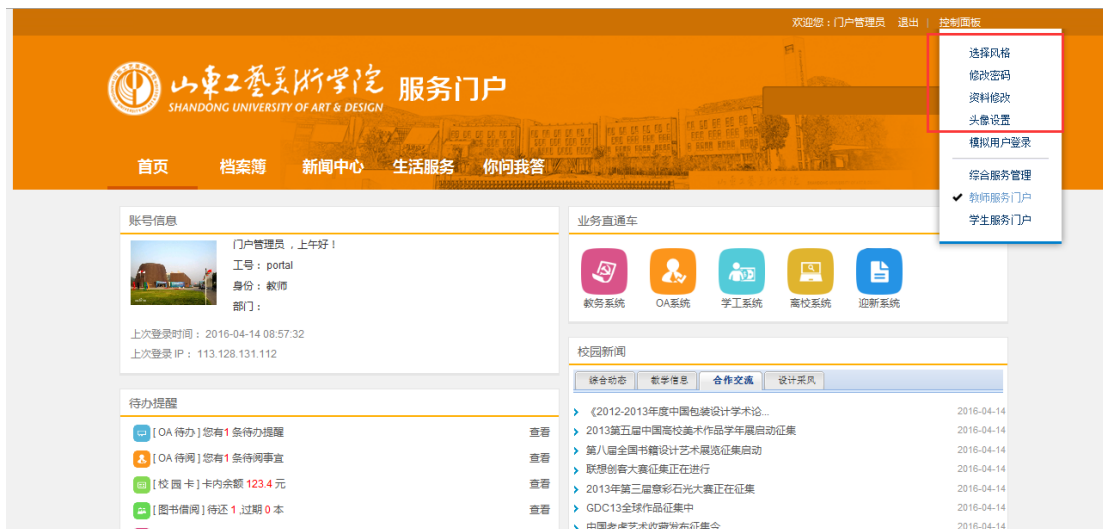 欢迎您：门户管理员 退出 | 控制面板
选择风格
修改密码
资料修改
头像设置
模拟用户登录
综合服务管理
教师服务门户
学生服务门户
山東工藝美術学院 服务门户
SHANDONG UNIVERSITY OF ART & DESIGN
首页 档案簿 新闻中心 生活服务 你问我答
账号信息
门户管理员 ，上午好！
工号： portal
身份： 教师
部门：
上次登录时间： 2016-04-14 08:57:32
上次登录 IP： 113.128.131.112
待办提醒
[ OA 待办 ] 您有1 条待办提醒 查看
[ OA 待阅 ] 您有1 条待阅事宜 查看
[ 校 园 卡 ] 卡内余额 123.4 元 查看
[ 图书借阅 ] 待还 1 ,过期 0 本 查看
业务直通车
教务系统 OA系统 学工系统 离校系统 迎新系统
校园新闻
综合动态 教学信息 合作交流 设计采风
《2012-2013年度中国包装设计学术论... 2016-04-14
2013第五届中国高校美术作品学年展启动征集 2016-04-14
第八届全国书籍设计艺术展览征集启动 2016-04-14
联想创客大赛征集正在进行 2016-04-14
2013年第三届意彩石光大赛正在征集 2016-04-14
GDC13全球作品征集中 2016-04-14
中国老虎艺术收藏发布征集令 2016-04-14